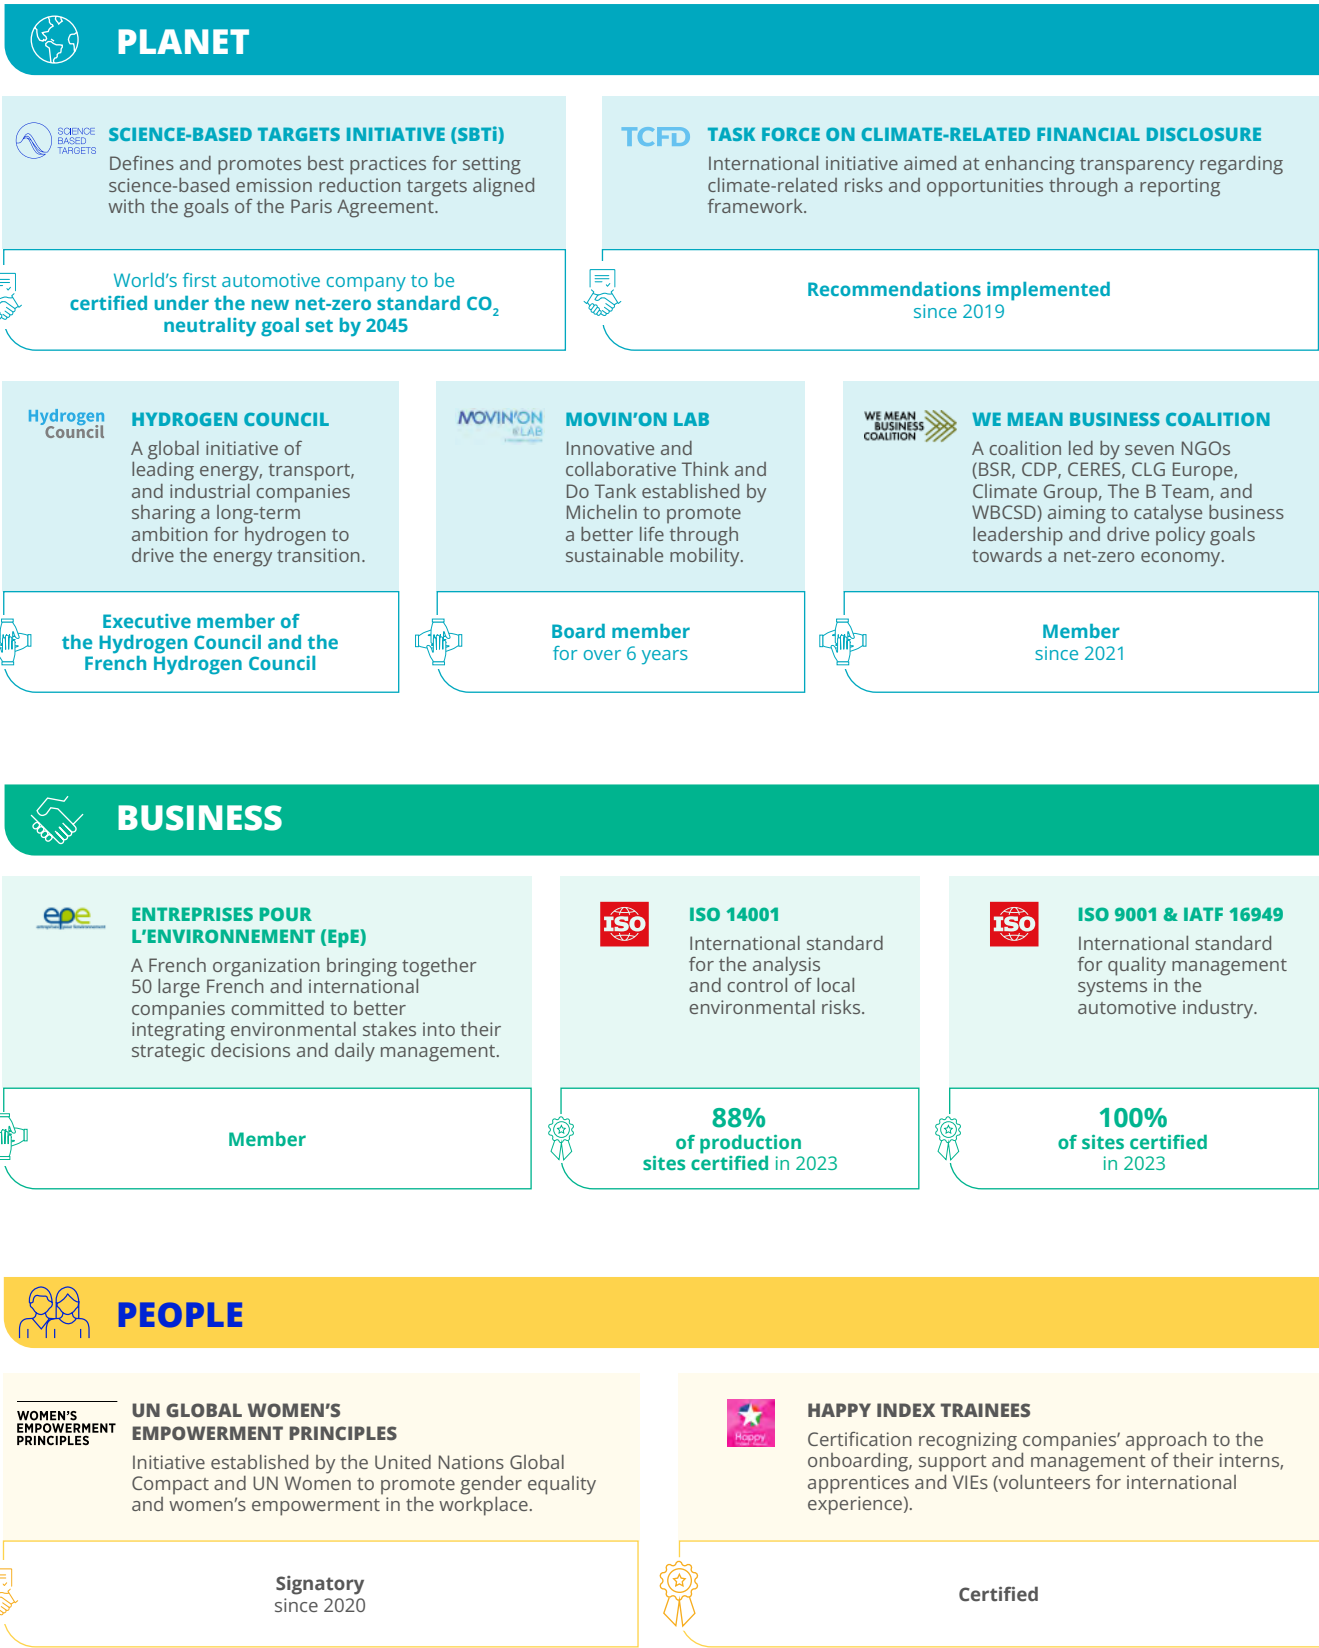 PLANET
SCIENCE
BASED
TARGETS
SCIENCE-BASED TARGETS INITIATIVE (SBTi)
Defines and promotes best practices for setting
science-based emission reduction targets aligned
with the goals of the Paris Agreement.
World's first automotive company to be
certified under the new net-zero standard CO₂
neutrality goal set by 2045
TCFD
TASK FORCE ON CLIMATE-RELATED FINANCIAL DISCLOSURE
International initiative aimed at enhancing transparency regarding
climate-related risks and opportunities through a reporting
framework.
Recommendations implemented
since 2019
Hydrogen
Council
HYDROGEN COUNCIL
A global initiative of
leading energy, transport,
and industrial companies
sharing a long-term
ambition for hydrogen to
drive the energy transition.
Executive member of
the Hydrogen Council and the
French Hydrogen Council
MOVIN'ON
LAB
MOVIN'ON LAB
Innovative and
collaborative Think and
Do Tank established by
Michelin to promote
a better life through
sustainable mobility.
Board member
for over 6 years
WE MEAN
BUSINESS
COALITION
WE MEAN BUSINESS COALITION
A coalition led by seven NGOs
(BSR, CDP, CERES, CLG Europe,
Climate Group, The B Team, and
WBCSD) aiming to catalyse business
leadership and drive policy goals
towards a net-zero economy.
Member
since 2021
BUSINESS
epe
entreprises pour l'environnement
ENTREPRISES POUR
L'ENVIRONNEMENT (EpE)
A French organization bringing together
50 large French and international
companies committed to better
integrating environmental stakes into their
strategic decisions and daily management.
Member
ISO
ISO 14001
International standard
for the analysis
and control of local
environmental risks.
88%
of production
sites certified in 2023
ISO
ISO 9001 & IATF 16949
International standard
for quality management
systems in the
automotive industry.
100%
of sites certified
in 2023
PEOPLE
WOMEN'S
EMPOWERMENT
PRINCIPLES
UN GLOBAL WOMEN'S
EMPOWERMENT PRINCIPLES
Initiative established by the United Nations Global
Compact and UN Women to promote gender equality
and women's empowerment in the workplace.
Signatory
since 2020
Happy
HAPPY INDEX TRAINEES
Certification recognizing companies' approach to the
onboarding, support and management of their interns,
apprentices and VIEs (volunteers for international
experience).
Certified